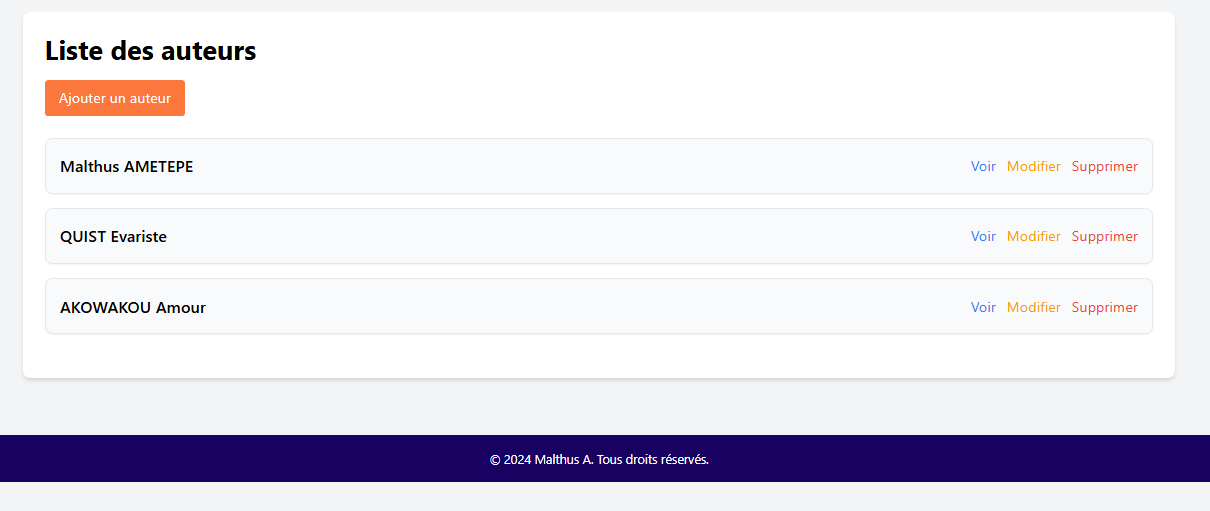 Liste des auteurs
Ajouter un auteur
Malthus AMETEPE Voir Modifier Supprimer
QUIST Evariste Voir Modifier Supprimer
AKOWAKOU Amour Voir Modifier Supprimer
© 2024 Malthus A. Tous droits réservés.